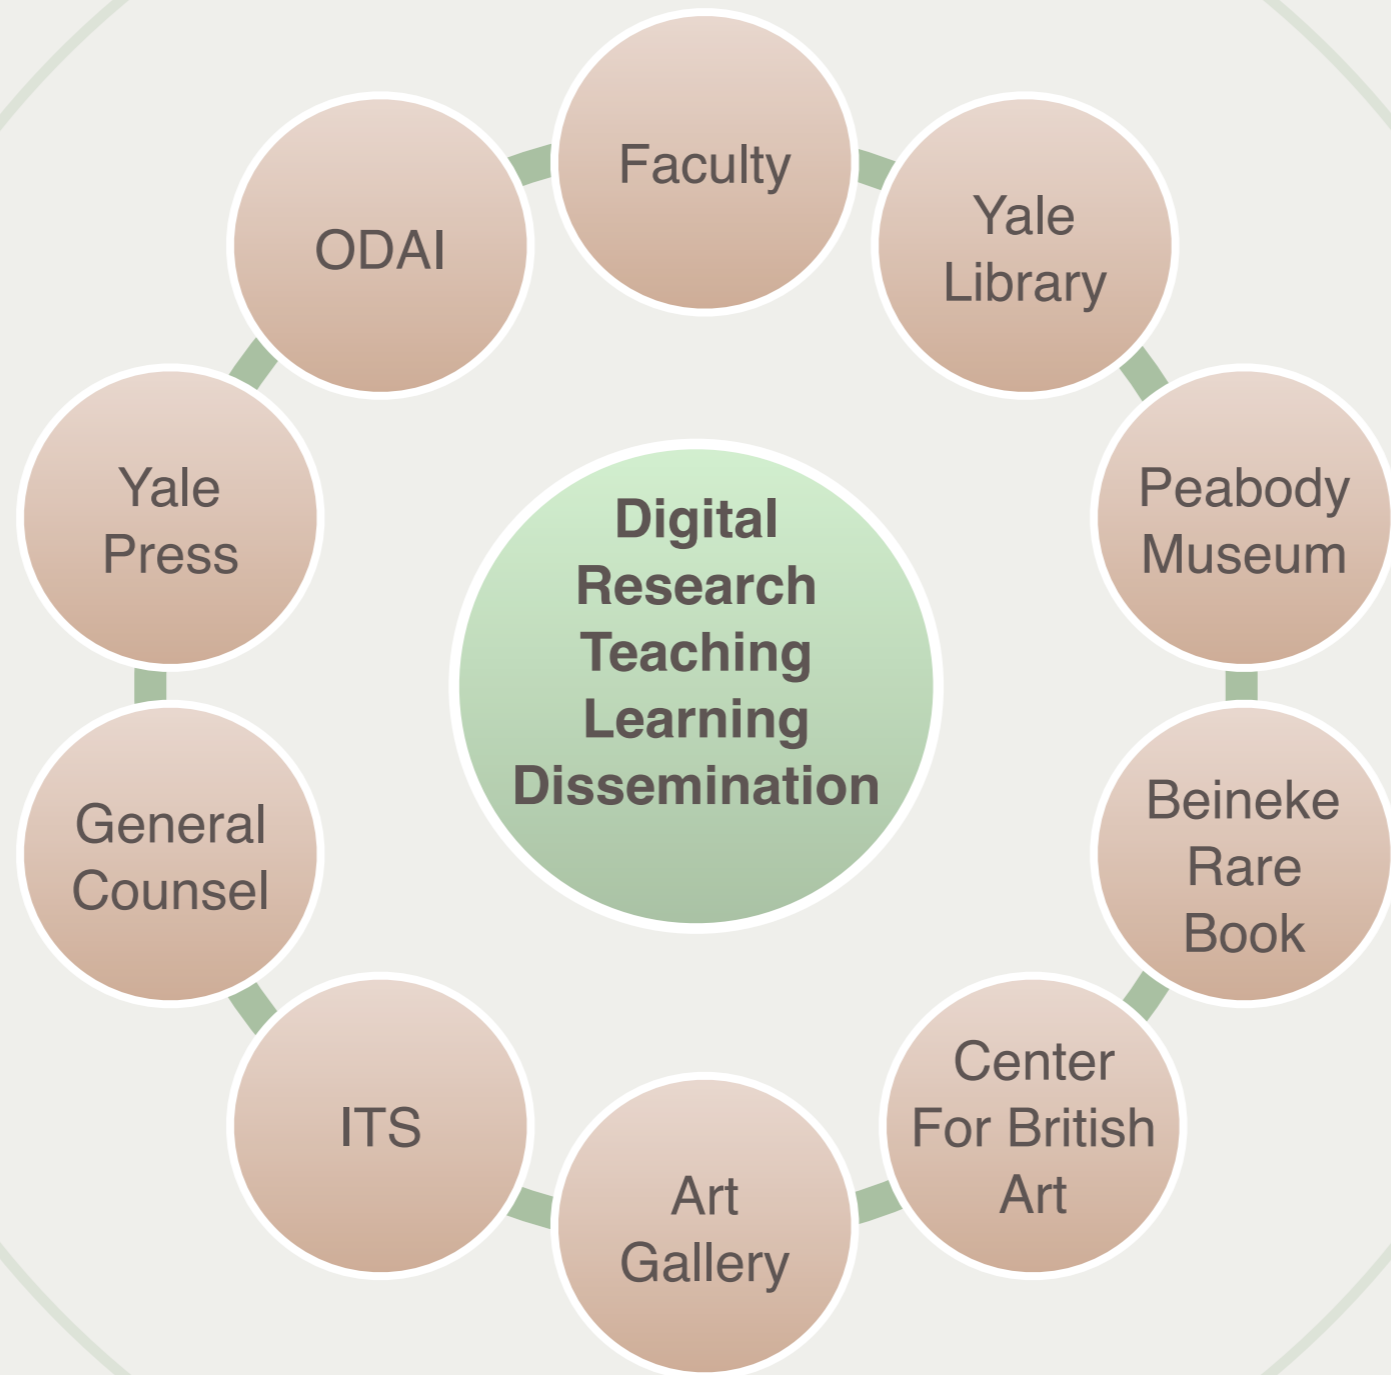 Faculty
Yale
Library
Peabody
Museum
Beineke
Rare
Book
Center
For British
Art
Art
Gallery
ITS
General
Counsel
Yale
Press
ODAI
Digital
Research
Teaching
Learning
Dissemination